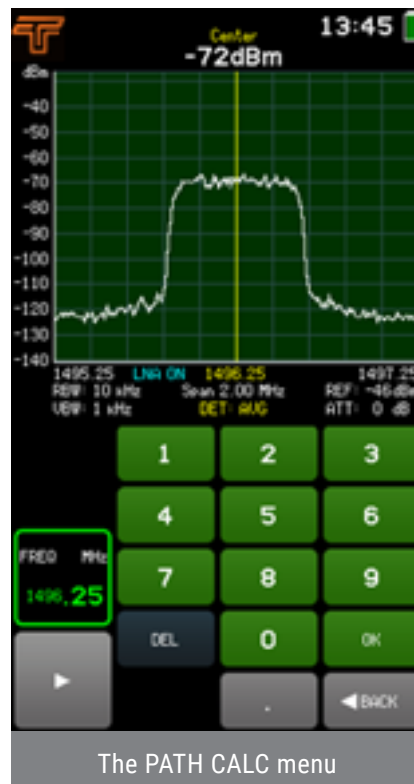 13:45
Center
-72dBm
dBm
-40
-50
-60
-70
-80
-90
-100
-110
-120
-130
-140
1495.25 LNA ON 1496.25 1497.25
RBW: 10 kHz Span 2.00 MHz REF: -46dBm
VBW: 1 kHz DET: AVG ATT: 0 dB
1 2 3
4 5 6
FREQ MHz
1496.25
7 8 9
DEL 0 OK
. BACK
The PATH CALC menu